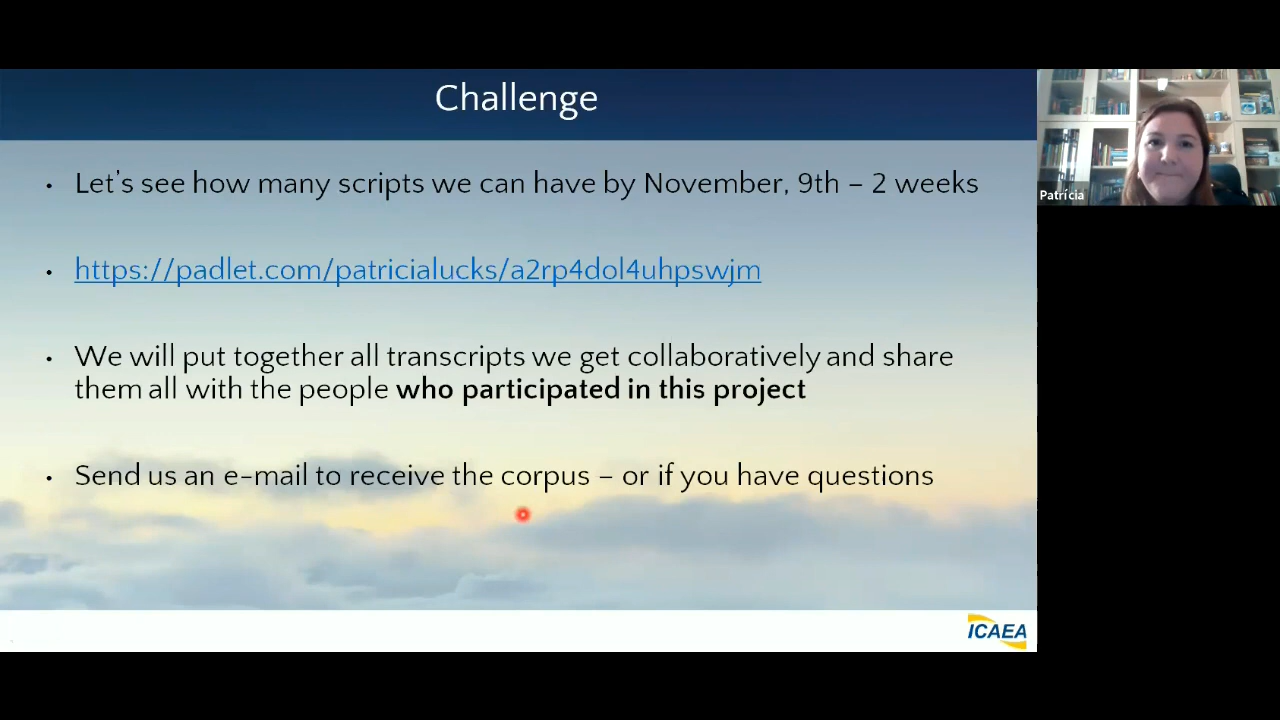 Challenge
• Let's see how many scripts we can have by November, 9th – 2 weeks
• https://padlet.com/patricialucks/a2rp4dol4uhpswjm
• We will put together all transcripts we get collaboratively and share
them all with the people who participated in this project
• Send us an e-mail to receive the corpus – or if you have questions
Patrícia
ICAEA